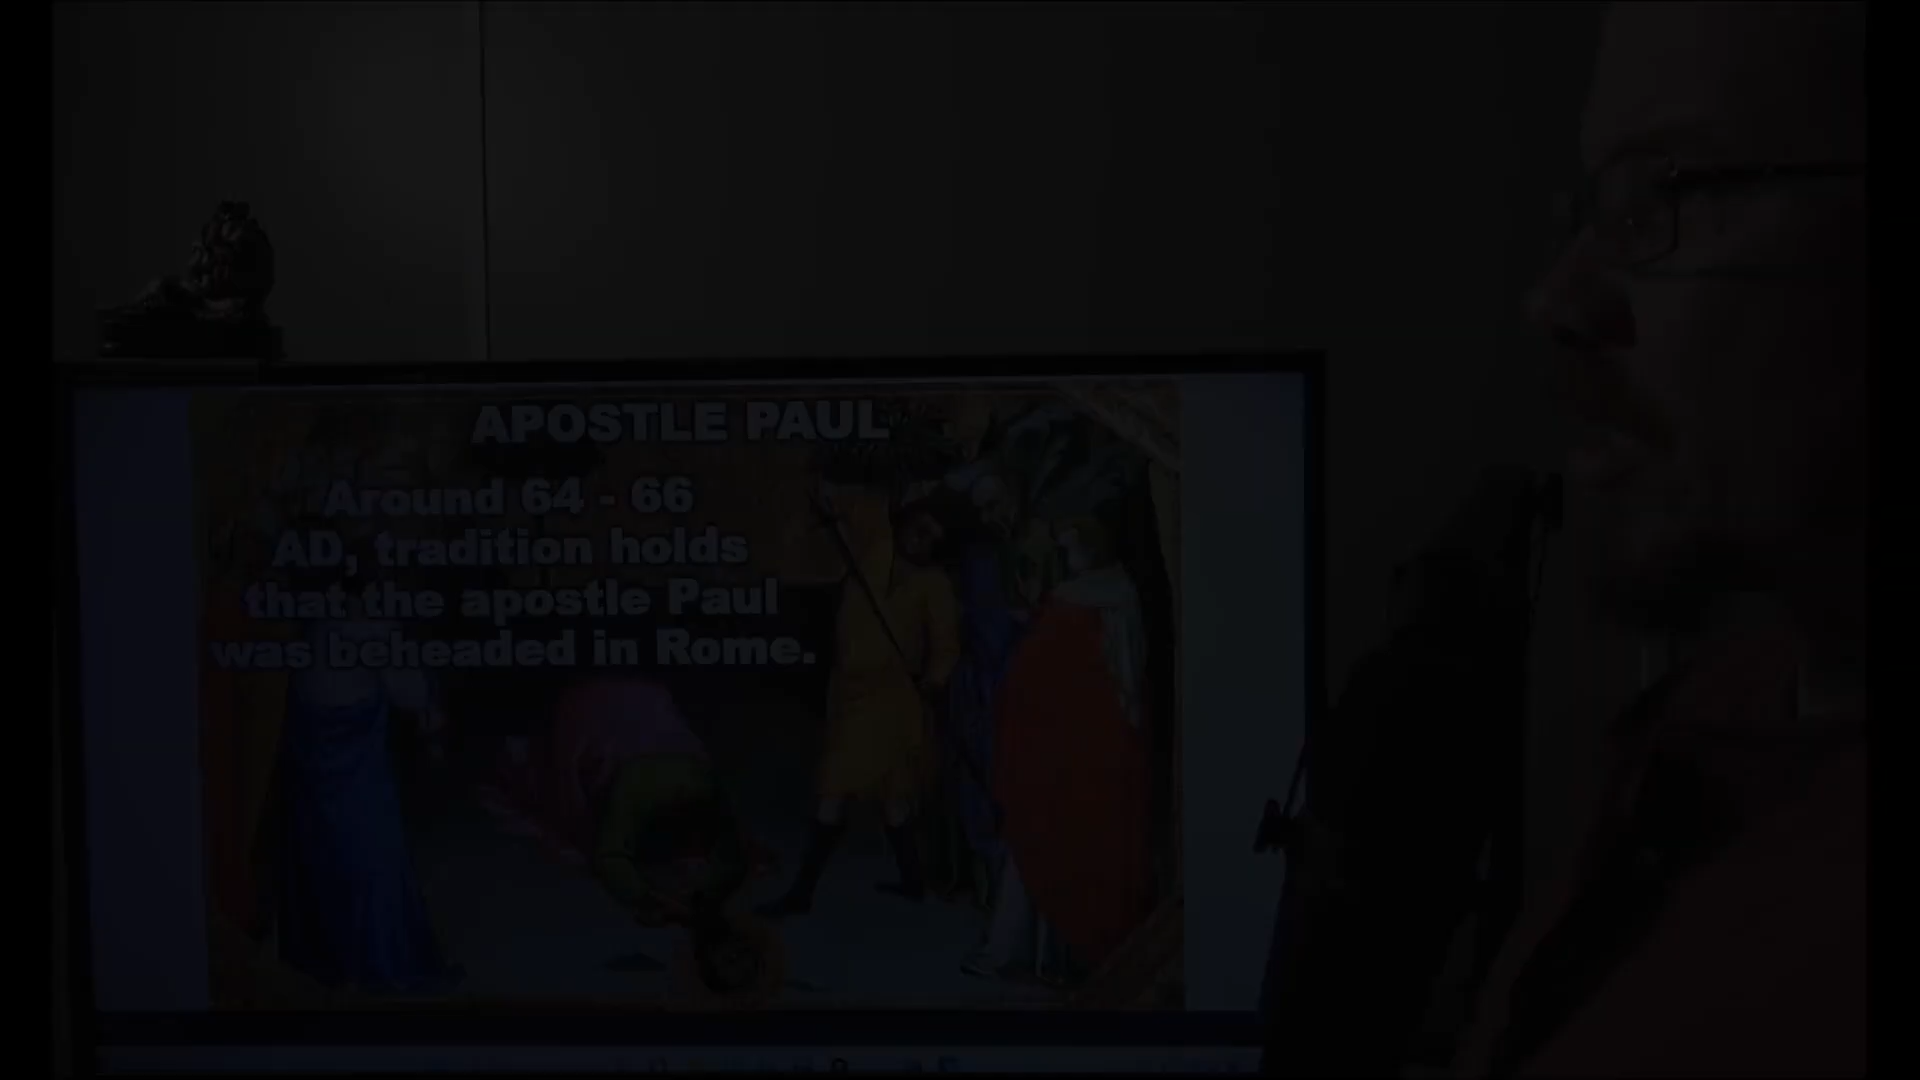 APOSTLE PAUL
Around 64 - 66
AD, tradition holds
that the apostle Paul
was beheaded in Rome.